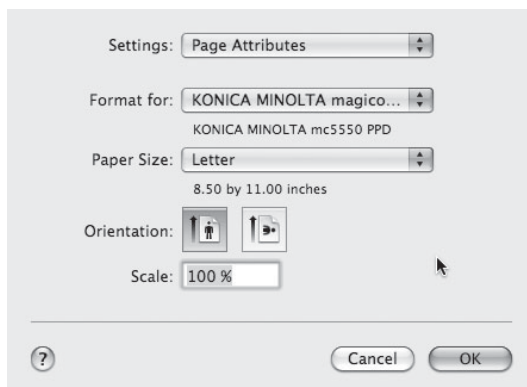 Settings: Page Attributes
Format for: KONICA MINOLTA magico...
KONICA MINOLTA mc5550 PPD
Paper Size: Letter
8.50 by 11.00 inches
Orientation:
Scale: 100 %
? Cancel OK